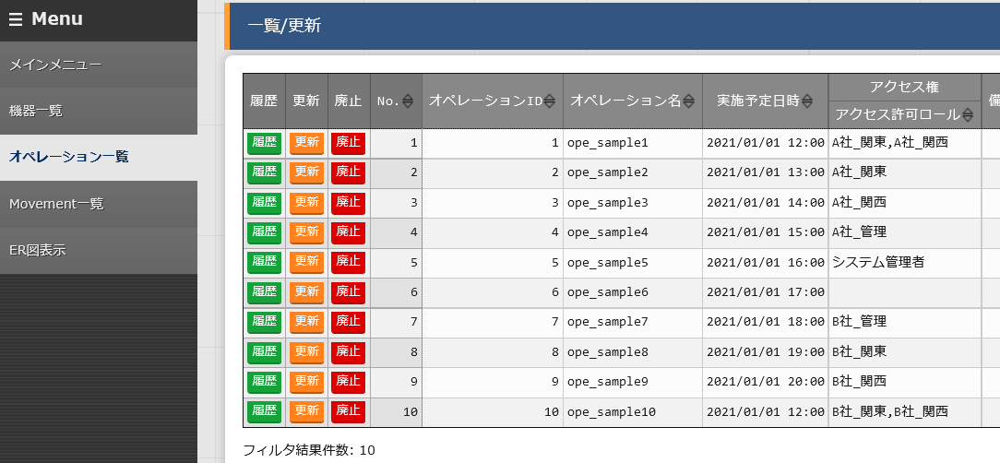 ☰ Menu
メインメニュー
機器一覧
オペレーション一覧
Movement一覧
ER図表示
一覧/更新
履歴 更新 廃止 No. オペレーションID オペレーション名 実施予定日時 アクセス権 備
アクセス許可ロール
履歴 更新 廃止 1 1 ope_sample1 2021/01/01 12:00 A社_関東,A社_関西
履歴 更新 廃止 2 2 ope_sample2 2021/01/01 13:00 A社_関東
履歴 更新 廃止 3 3 ope_sample3 2021/01/01 14:00 A社_関西
履歴 更新 廃止 4 4 ope_sample4 2021/01/01 15:00 A社_管理
履歴 更新 廃止 5 5 ope_sample5 2021/01/01 16:00 システム管理者
履歴 更新 廃止 6 6 ope_sample6 2021/01/01 17:00
履歴 更新 廃止 7 7 ope_sample7 2021/01/01 18:00 B社_管理
履歴 更新 廃止 8 8 ope_sample8 2021/01/01 19:00 B社_関東
履歴 更新 廃止 9 9 ope_sample9 2021/01/01 20:00 B社_関西
履歴 更新 廃止 10 10 ope_sample10 2021/01/01 12:00 B社_関東,B社_関西
フィルタ結果件数: 10